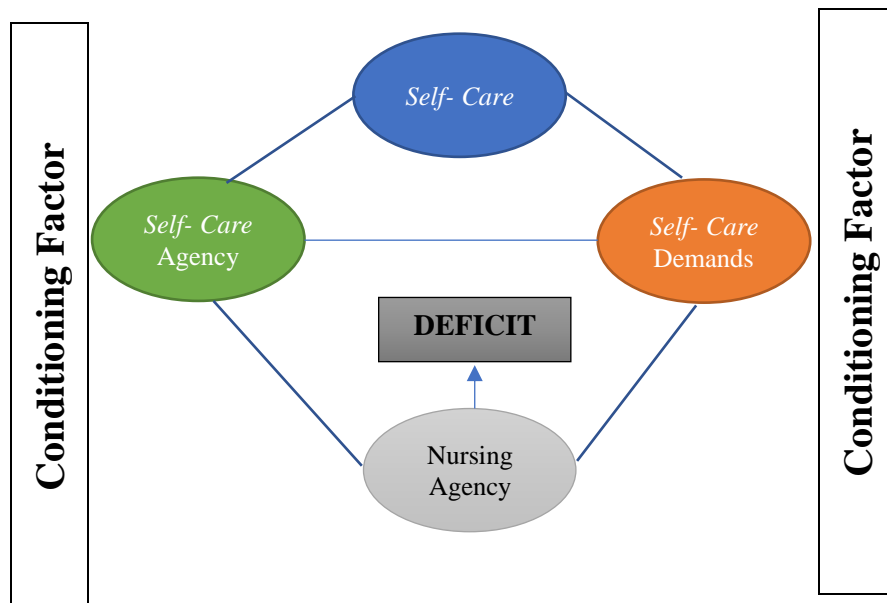 Conditioning Factor
Self- Care
Self- Care
Agency
Self- Care
Demands
DEFICIT
Nursing
Agency
Conditioning Factor